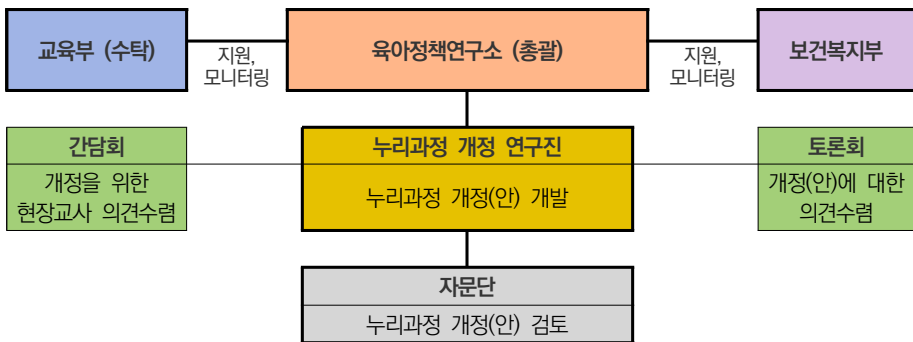 교육부 (수탁)
지원,
모니터링
육아정책연구소 (총괄)
지원,
모니터링
보건복지부
간담회
개정을 위한
현장교사 의견수렴
누리과정 개정 연구진
누리과정 개정(안) 개발
토론회
개정(안)에 대한
의견수렴
자문단
누리과정 개정(안) 검토